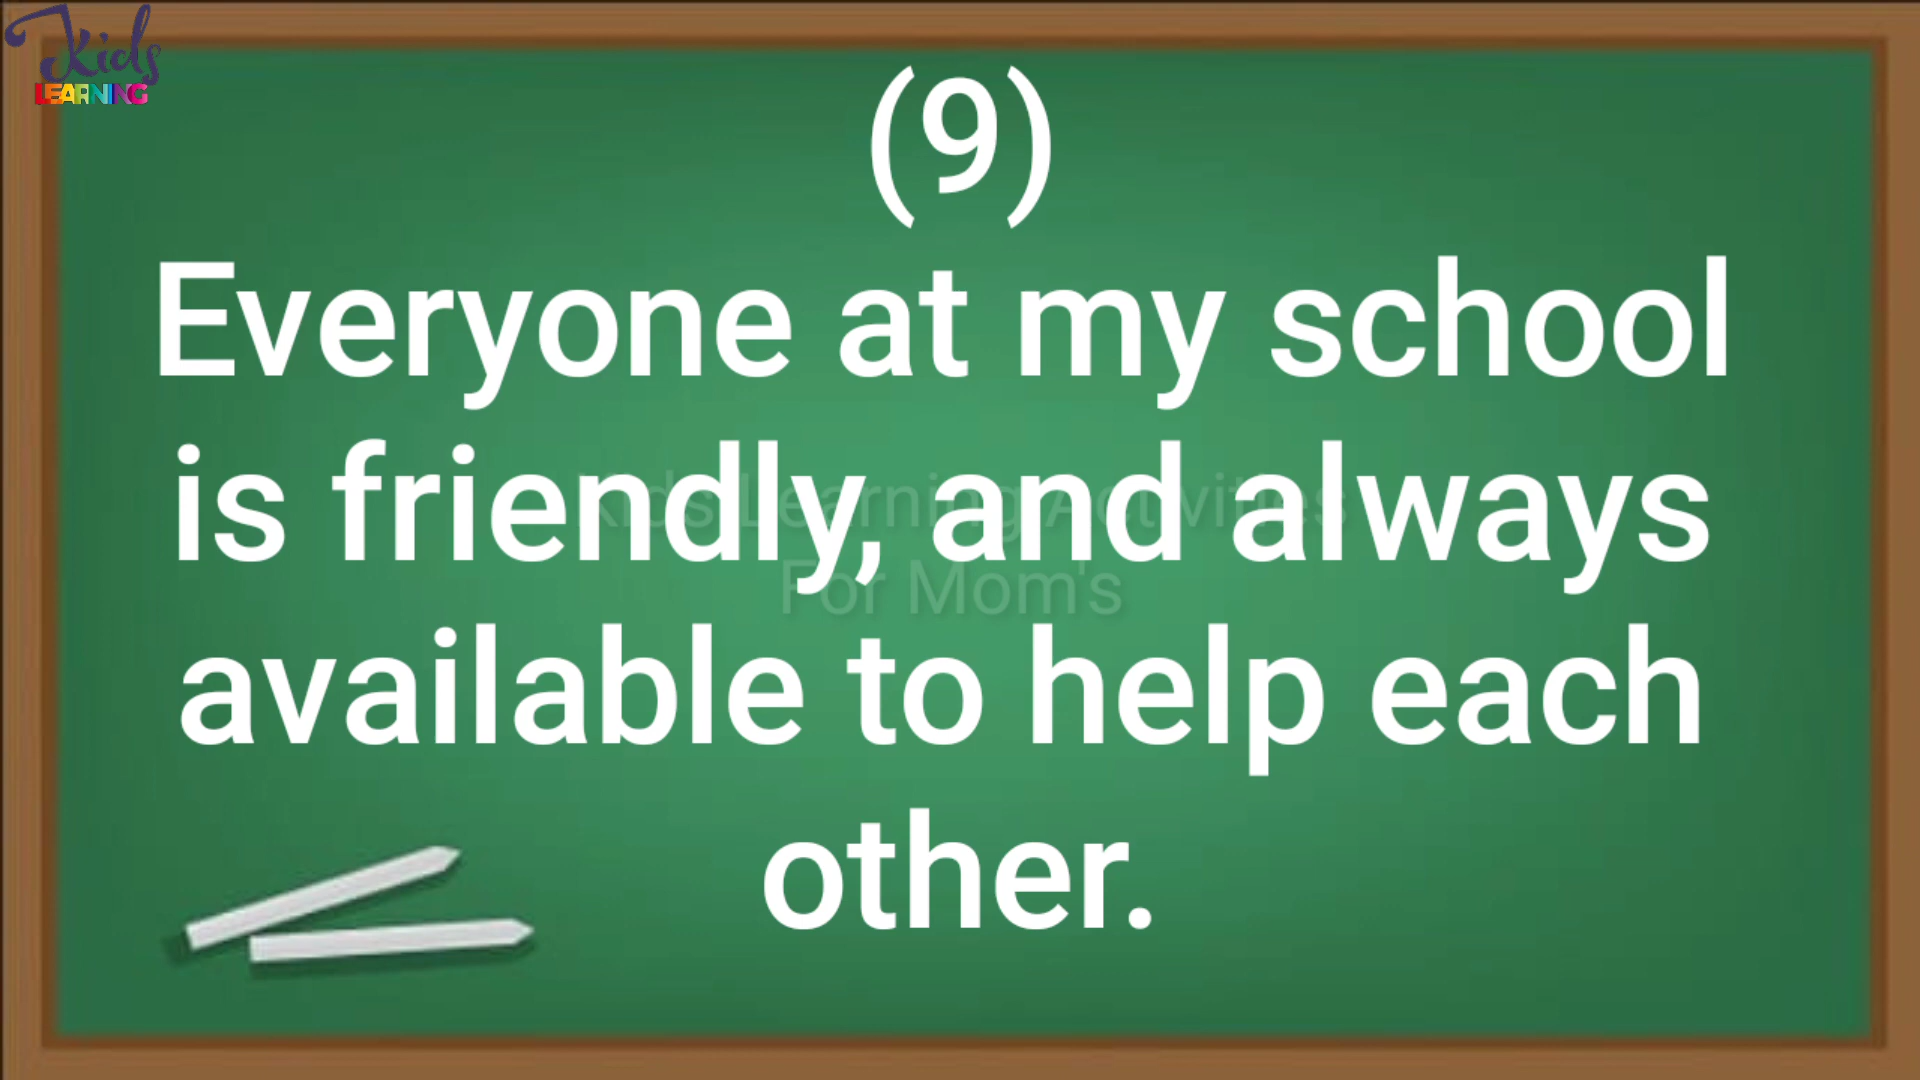 Kids
LEARNING
(9)
Everyone at my school
is friendly, and always
available to help each
other.
Kids Learning Activities
For Mom's